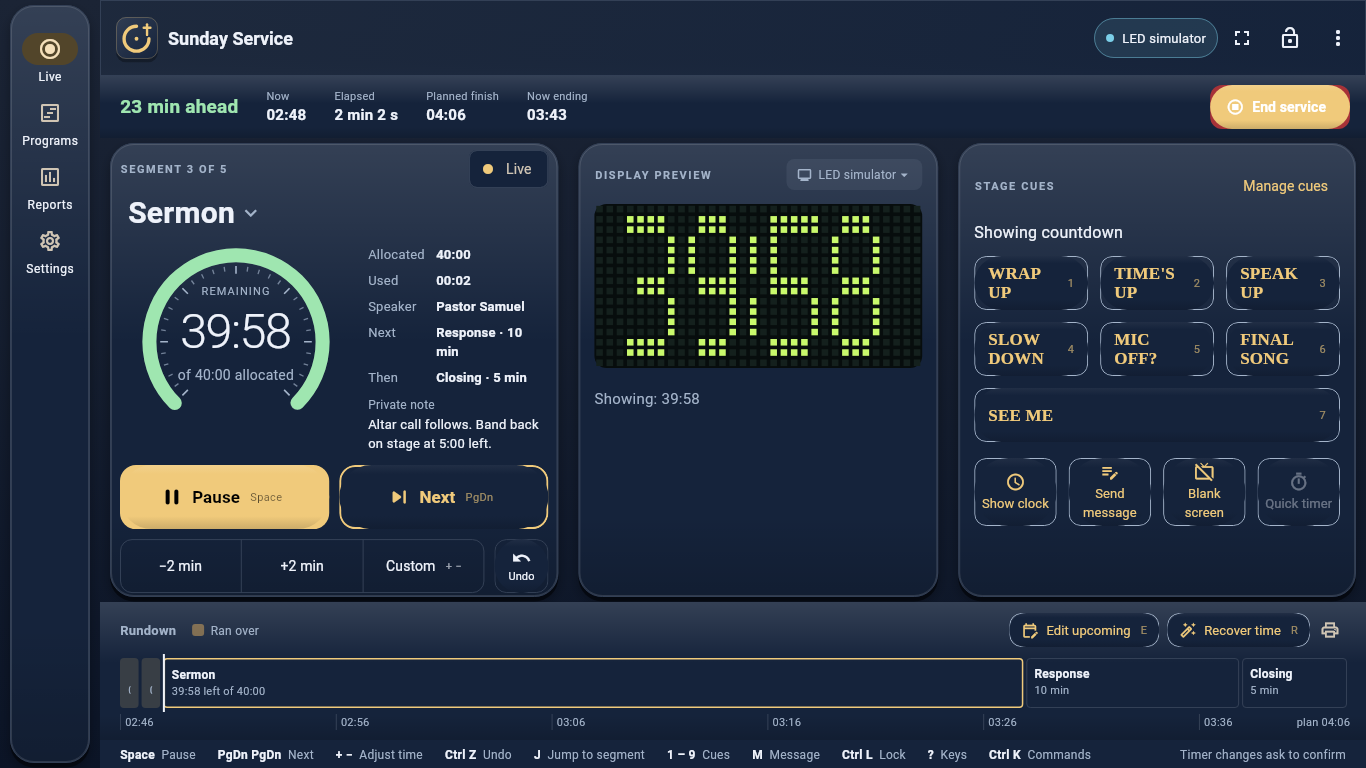 Sunday Service
LED simulator
Live
Programs
Reports
Settings
23 min ahead
Now
02:48
Elapsed
2 min 2 s
Planned finish
04:06
Now ending
03:43
End service
SEGMENT 3 OF 5
Live
Sermon
REMAINING
39:58
of 40:00 allocated
Allocated 40:00
Used 00:02
Speaker Pastor Samuel
Next Response · 10
min
Then Closing · 5 min
Private note
Altar call follows. Band back
on stage at 5:00 left.
Pause Space
Next PgDn
−2 min
+2 min
Custom + −
Undo
DISPLAY PREVIEW
LED simulator
39:58
Showing: 39:58
STAGE CUES
Manage cues
Showing countdown
WRAP
UP
1
TIME'S
UP
2
SPEAK
UP
3
SLOW
DOWN
4
MIC
OFF?
5
FINAL
SONG
6
SEE ME 7
Show clock
Send
message
Blank
screen
Quick timer
Rundown
Ran over
Edit upcoming E
Recover time R
Sermon
39:58 left of 40:00
Response
10 min
Closing
5 min
02:46 02:56 03:06 03:16 03:26 03:36 plan 04:06
Space Pause PgDn PgDn Next + − Adjust time Ctrl Z Undo J Jump to segment 1 – 9 Cues M Message Ctrl L Lock ? Keys Ctrl K Commands Timer changes ask to confirm